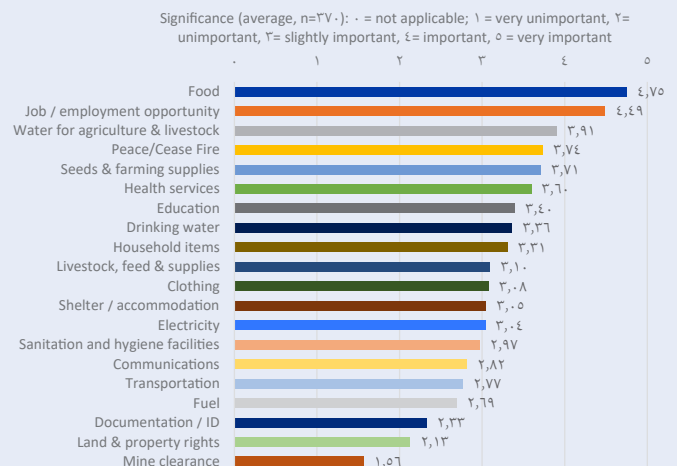 Significance (average, n=٣٧٠): ٠ = not applicable; ١ = very unimportant, ٢=
unimportant, ٣= slightly important, ٤= important, ٥ = very important
٠ ١ ٢ ٣ ٤ ٥
Food ٤,٧٥
Job / employment opportunity ٤,٤٩
Water for agriculture & livestock ٣,٩١
Peace/Cease Fire ٣,٧٤
Seeds & farming supplies ٣,٧١
Health services ٣,٦٠
Education ٣,٤٠
Drinking water ٣,٣٦
Household items ٣,٣١
Livestock, feed & supplies ٣,١٠
Clothing ٣,٠٨
Shelter / accommodation ٣,٠٥
Electricity ٣,٠٤
Sanitation and hygiene facilities ٢,٩٧
Communications ٢,٨٢
Transportation ٢,٧٧
Fuel ٢,٦٩
Documentation / ID ٢,٣٣
Land & property rights ٢,١٣
Mine clearance ١,٥٦